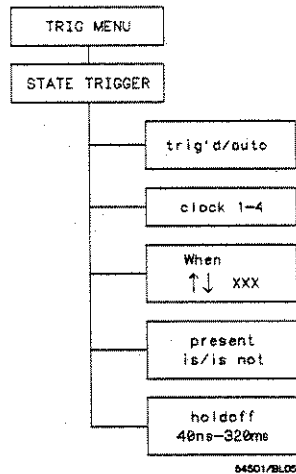 TRIG MENU
STATE TRIGGER
trig'd/auto
clock 1-4
When
↑↓ XXX
present
is/is not
holdoff
40ns-320ms
54501/BL05